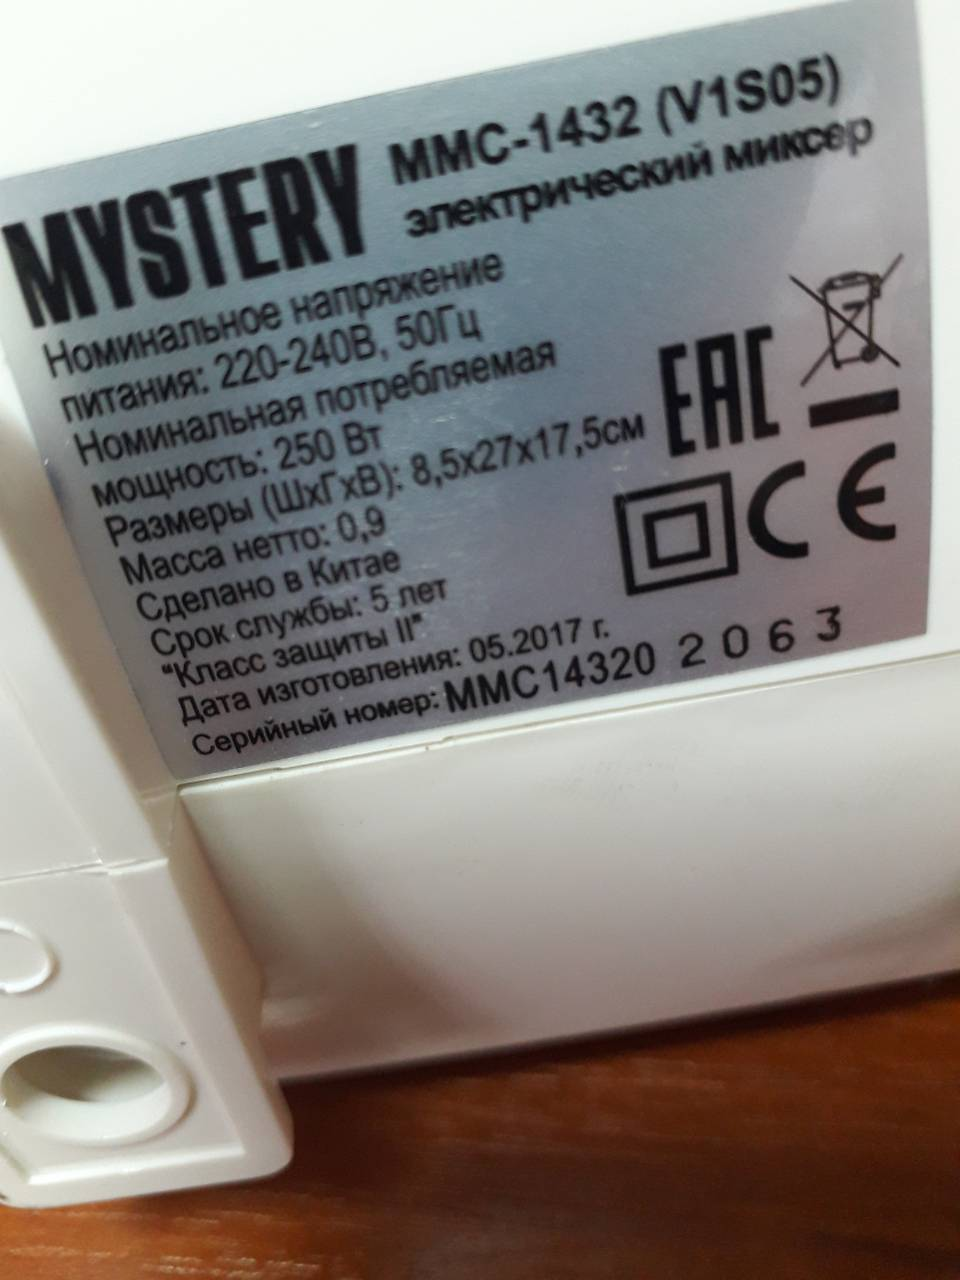 MYSTERY MMC-1432 (V1S05)
электрический миксер
Номинальное напряжение
питания: 220-240В, 50Гц
Номинальная потребляемая
мощность: 250 Вт
Размеры (ШхГхВ): 8,5х27х17,5см
Масса нетто: 0,9
Сделано в Китае
Срок службы: 5 лет
"Класс защиты II"
Дата изготовления: 05.2017 г.
Серийный номер: MMC14320 2063
EAC
CE